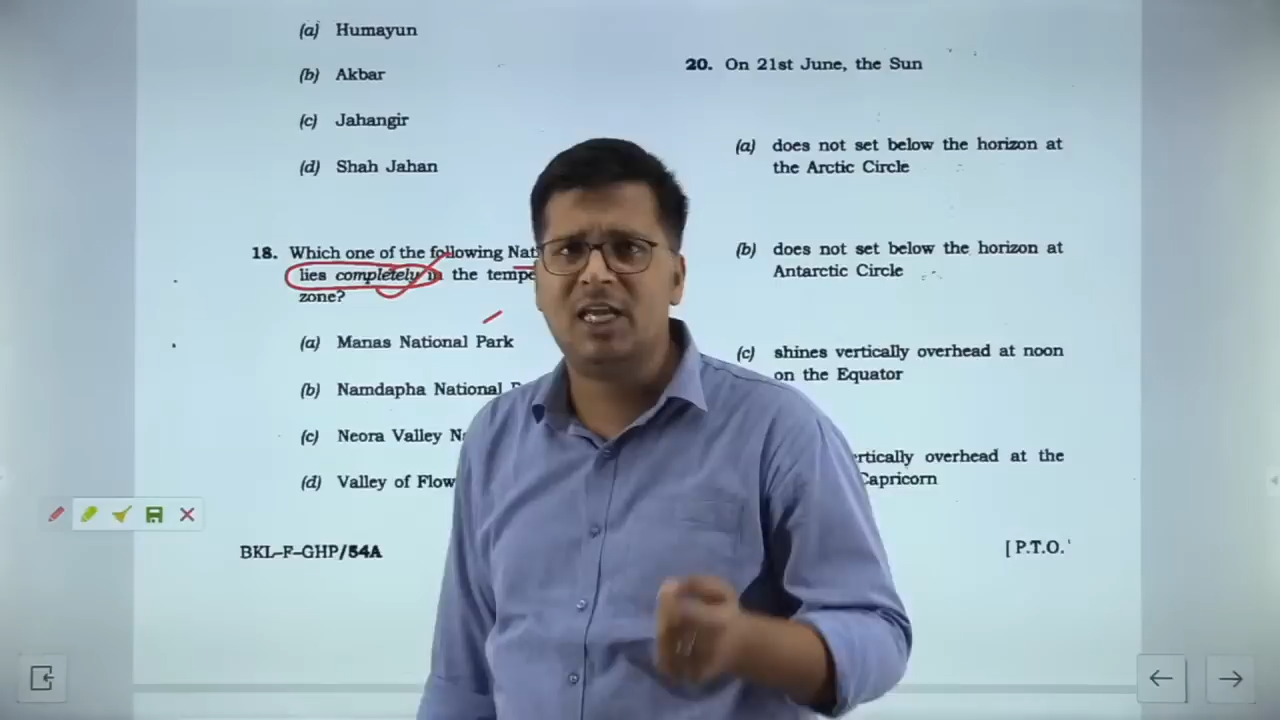 (a) Humayun
(b) Akbar
(c) Jahangir
(d) Shah Jahan
18. Which one of the following
lies completely in the
zone?
(a) Manas National Park
(b) Namdapha National
(c) Neora Valley
(d) Valley of
BKL-F-GHP/54A
20. On 21st June, the Sun
(a) does not set below the horizon at
the Arctic Circle
(b) does not set below the horizon at
Antarctic Circle
(c) shines vertically overhead at noon
on the Equator
overhead at the
Capricorn
[ P.T.O.